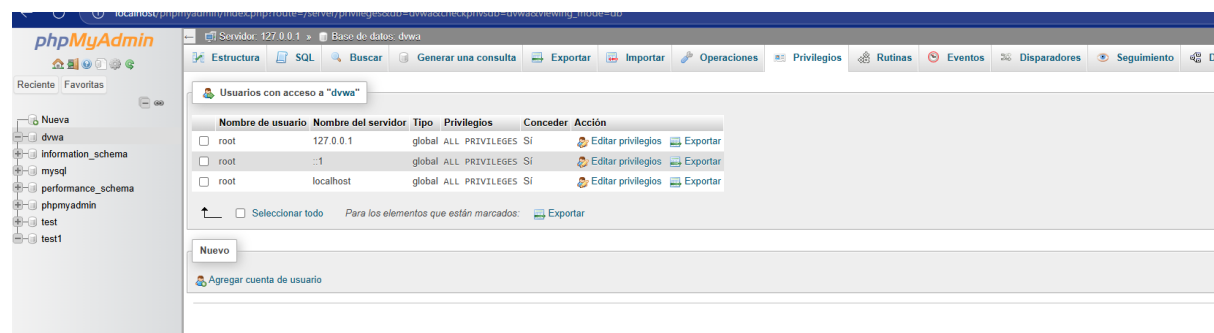 localhost/phpmyadmin/index.php?route=/server/privileges&db=dvwa&checkprivsdb=dvwa&viewing_mode=db
phpMyAdmin
Reciente Favoritas
Nueva
dvwa
information_schema
mysql
performance_schema
phpmyadmin
test
test1
Servidor: 127.0.0.1 » Base de datos: dvwa
Estructura SQL Buscar Generar una consulta Exportar Importar Operaciones Privilegios Rutinas Eventos Disparadores Seguimiento D
Usuarios con acceso a "dvwa"
Nombre de usuario Nombre del servidor Tipo Privilegios Conceder Acción
root 127.0.0.1 global ALL PRIVILEGES Sí Editar privilegios Exportar
root ::1 global ALL PRIVILEGES Sí Editar privilegios Exportar
root localhost global ALL PRIVILEGES Sí Editar privilegios Exportar
Seleccionar todo Para los elementos que están marcados: Exportar
Nuevo
Agregar cuenta de usuario